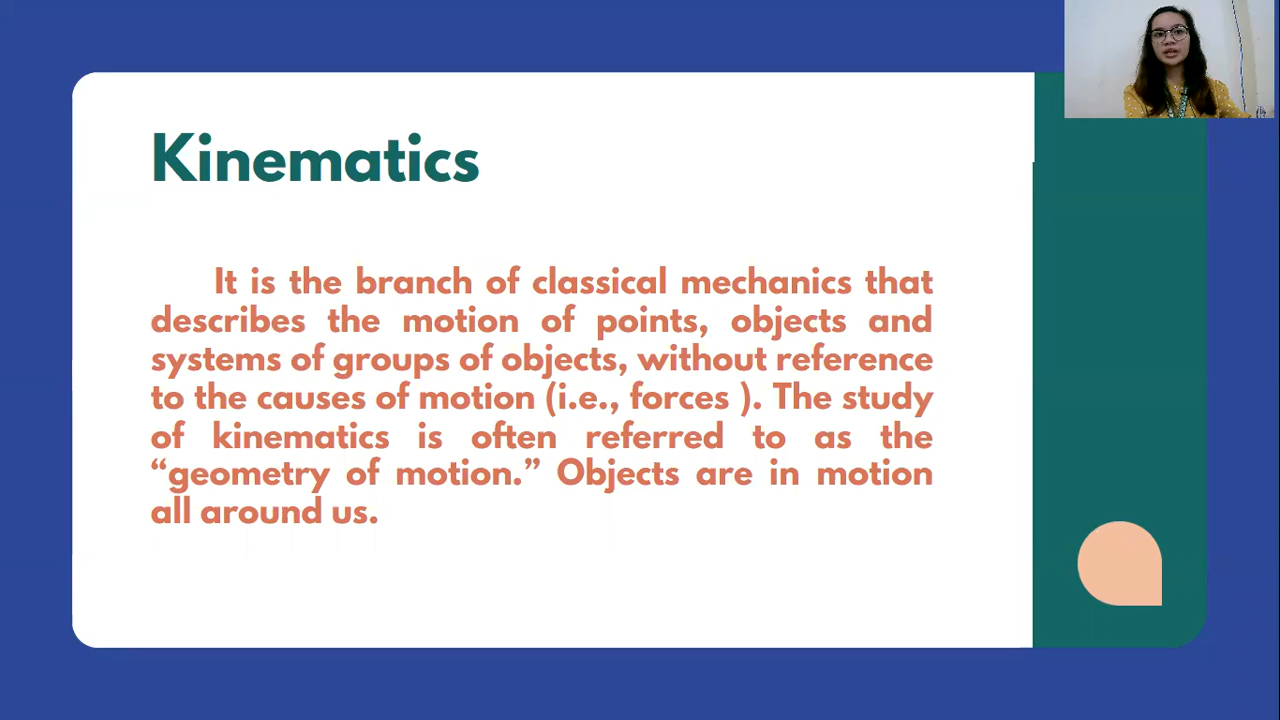 Kinematics
It is the branch of classical mechanics that
describes the motion of points, objects and
systems of groups of objects, without reference
to the causes of motion (i.e., forces ). The study
of kinematics is often referred to as the
“geometry of motion.” Objects are in motion
all around us.